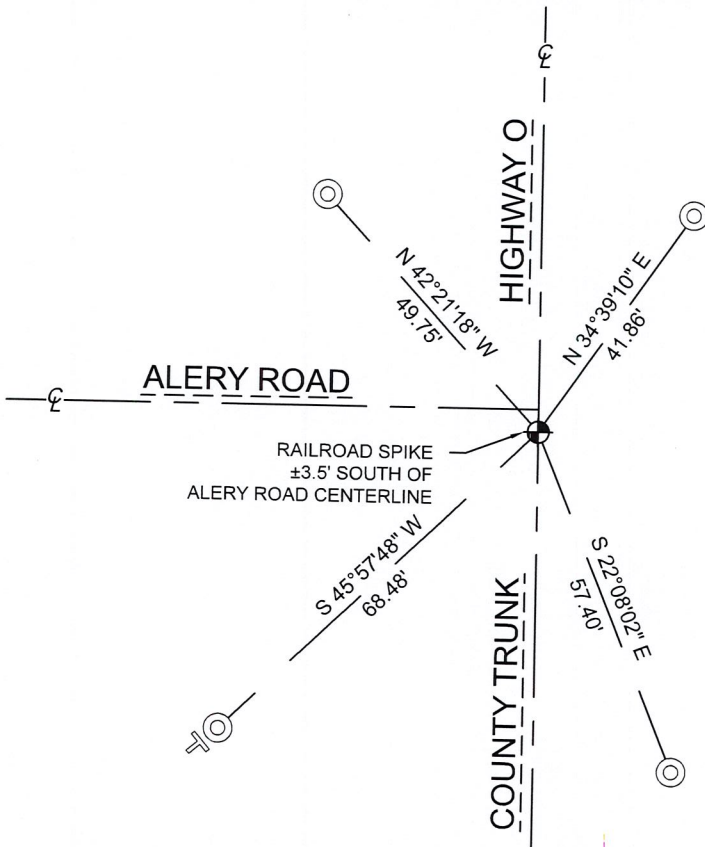 ℄
HIGHWAY O
N 42°21'18" W
49.75'
N 34°39'10" E
41.86'
℄
ALERY ROAD
RAILROAD SPIKE
±3.5' SOUTH OF
ALERY ROAD CENTERLINE
S 45°57'48" W
68.48'
S 22°08'02" E
57.40'
COUNTY TRUNK
T